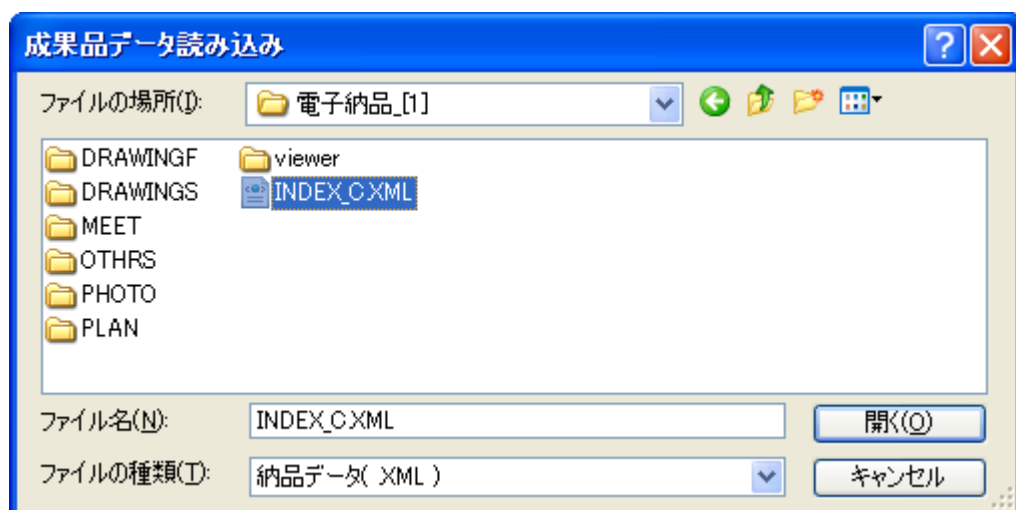 成果品データ読み込み
ファイルの場所(I):
電子納品_[1]
DRAWINGF
DRAWINGS
MEET
OTHRS
PHOTO
PLAN
viewer
INDEX_C.XML
ファイル名(N):
INDEX_C.XML
開く(O)
ファイルの種類(T):
納品データ( XML )
キャンセル